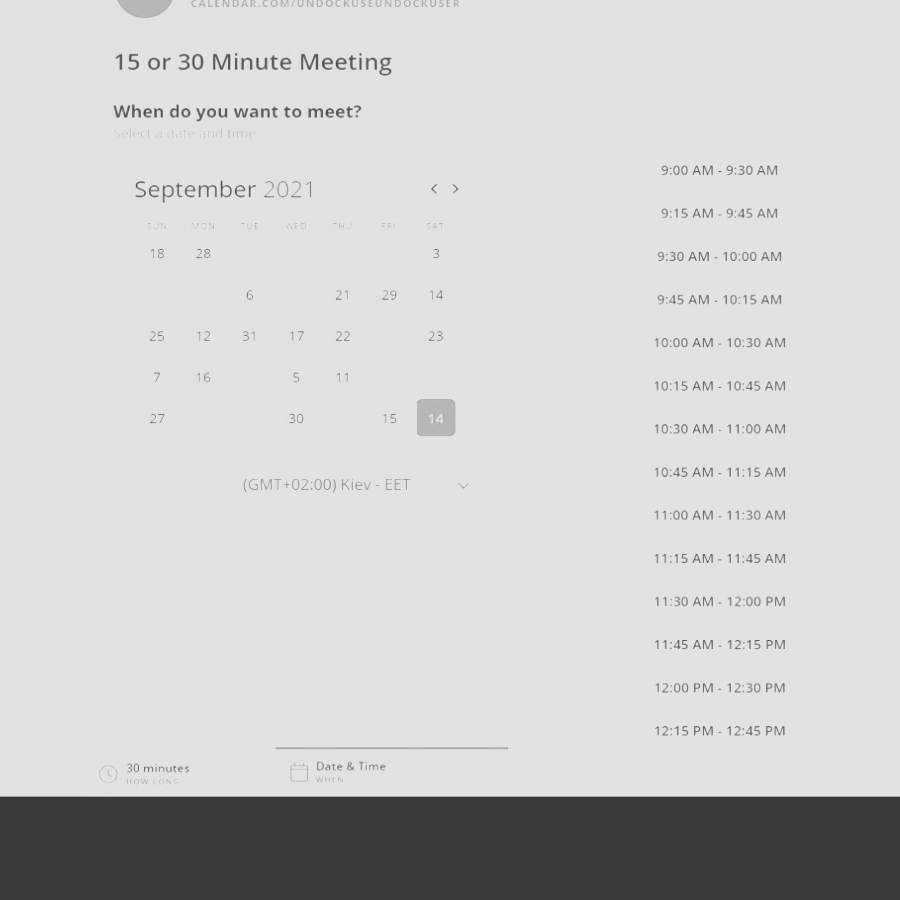 CALENDAR.COM/UNDOCKUSEUNDOCKUSER
15 or 30 Minute Meeting
When do you want to meet?
Select a date and time
September 2021
SUN MON TUE WED THU FRI SAT
18 28 3
6 21 29 14
25 12 31 17 22 23
7 16 5 11
27 30 15 14
(GMT+02:00) Kiev - EET
9:00 AM - 9:30 AM
9:15 AM - 9:45 AM
9:30 AM - 10:00 AM
9:45 AM - 10:15 AM
10:00 AM - 10:30 AM
10:15 AM - 10:45 AM
10:30 AM - 11:00 AM
10:45 AM - 11:15 AM
11:00 AM - 11:30 AM
11:15 AM - 11:45 AM
11:30 AM - 12:00 PM
11:45 AM - 12:15 PM
12:00 PM - 12:30 PM
12:15 PM - 12:45 PM
30 minutes
HOW LONG
Date & Time
WHEN